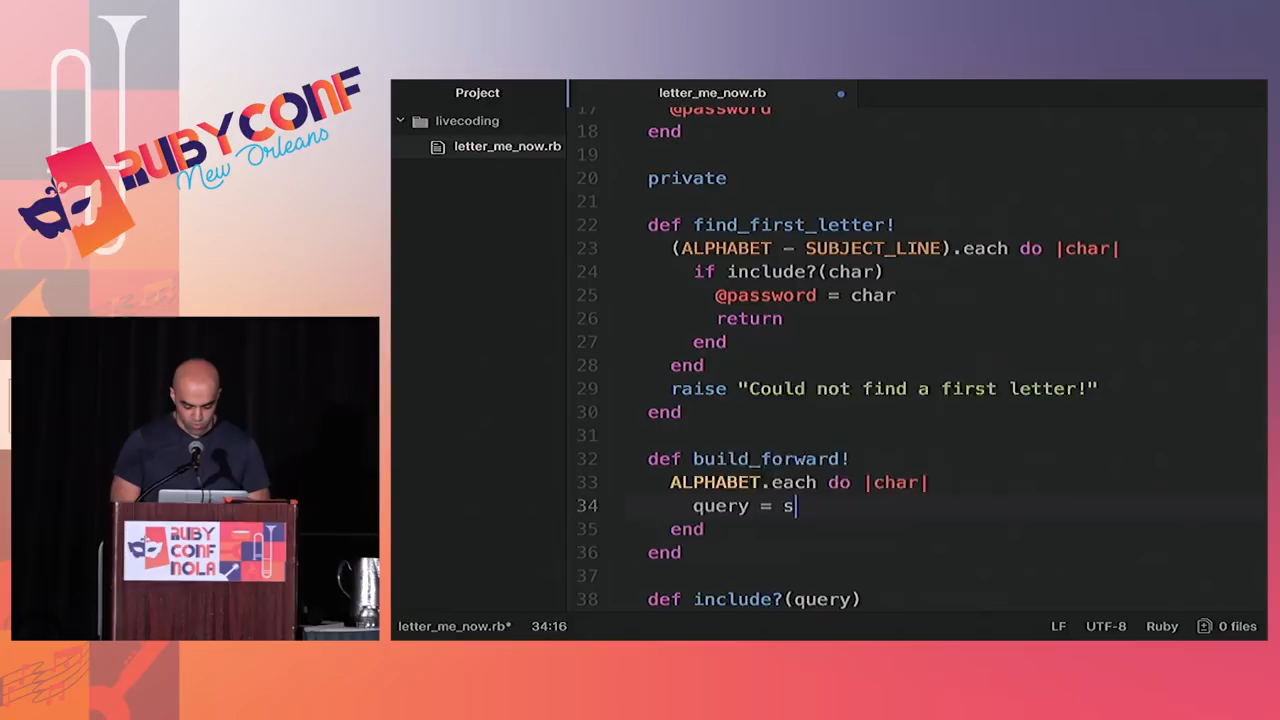 RUBYCONF
New Orleans
Project
letter_me_now.rb
livecoding
letter_me_now.rb
17 @password
18 end
19
20 private
21
22 def find_first_letter!
23 (ALPHABET - SUBJECT_LINE).each do |char|
24 if include?(char)
25 @password = char
26 return
27 end
28 end
29 raise "Could not find a first letter!"
30 end
31
32 def build_forward!
33 ALPHABET.each do |char|
34 query = s
35 end
36 end
37
38 def include?(query)
letter_me_now.rb* 34:16 LF UTF-8 Ruby 0 files
RUBY
CONF
NOLA